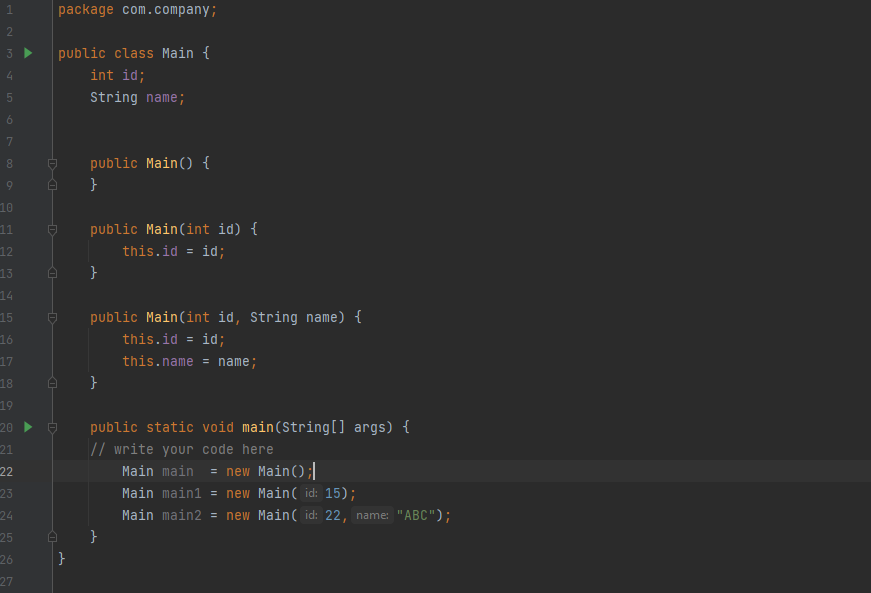 1 package com.company;
2
3 public class Main {
4 int id;
5 String name;
6
7
8 public Main() {
9 }
10
11 public Main(int id) {
12 this.id = id;
13 }
14
15 public Main(int id, String name) {
16 this.id = id;
17 this.name = name;
18 }
19
20 public static void main(String[] args) {
21 // write your code here
22 Main main  = new Main();
23 Main main1 = new Main( id: 15);
24 Main main2 = new Main( id: 22, name: "ABC");
25 }
26 }
27